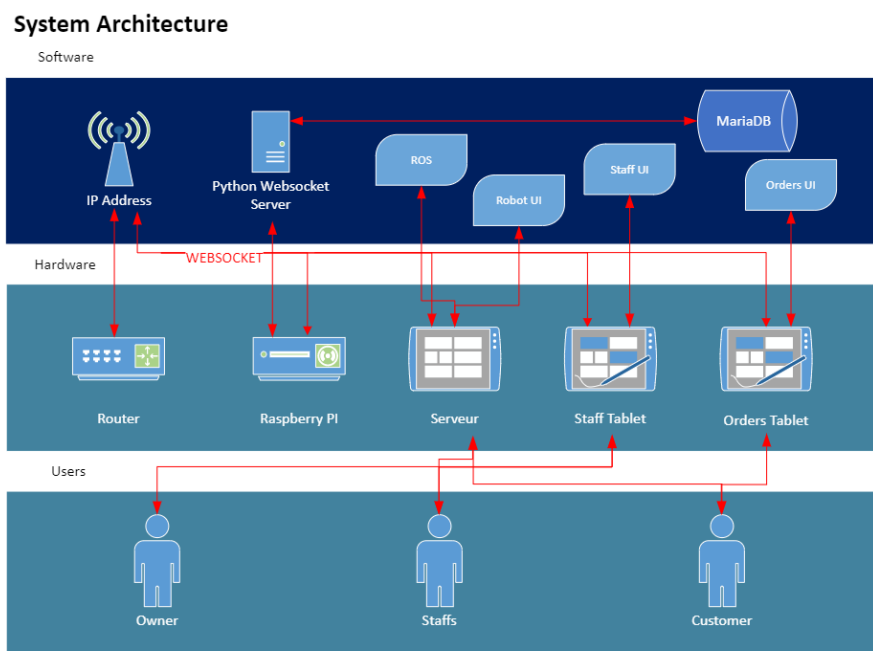 System Architecture
Software
MariaDB
ROS
Staff UI
Orders UI
Robot UI
IP Address
Python Websocket
Server
WEBSOCKET
Hardware
Router
Raspberry PI
Serveur
Staff Tablet
Orders Tablet
Users
Owner
Staffs
Customer